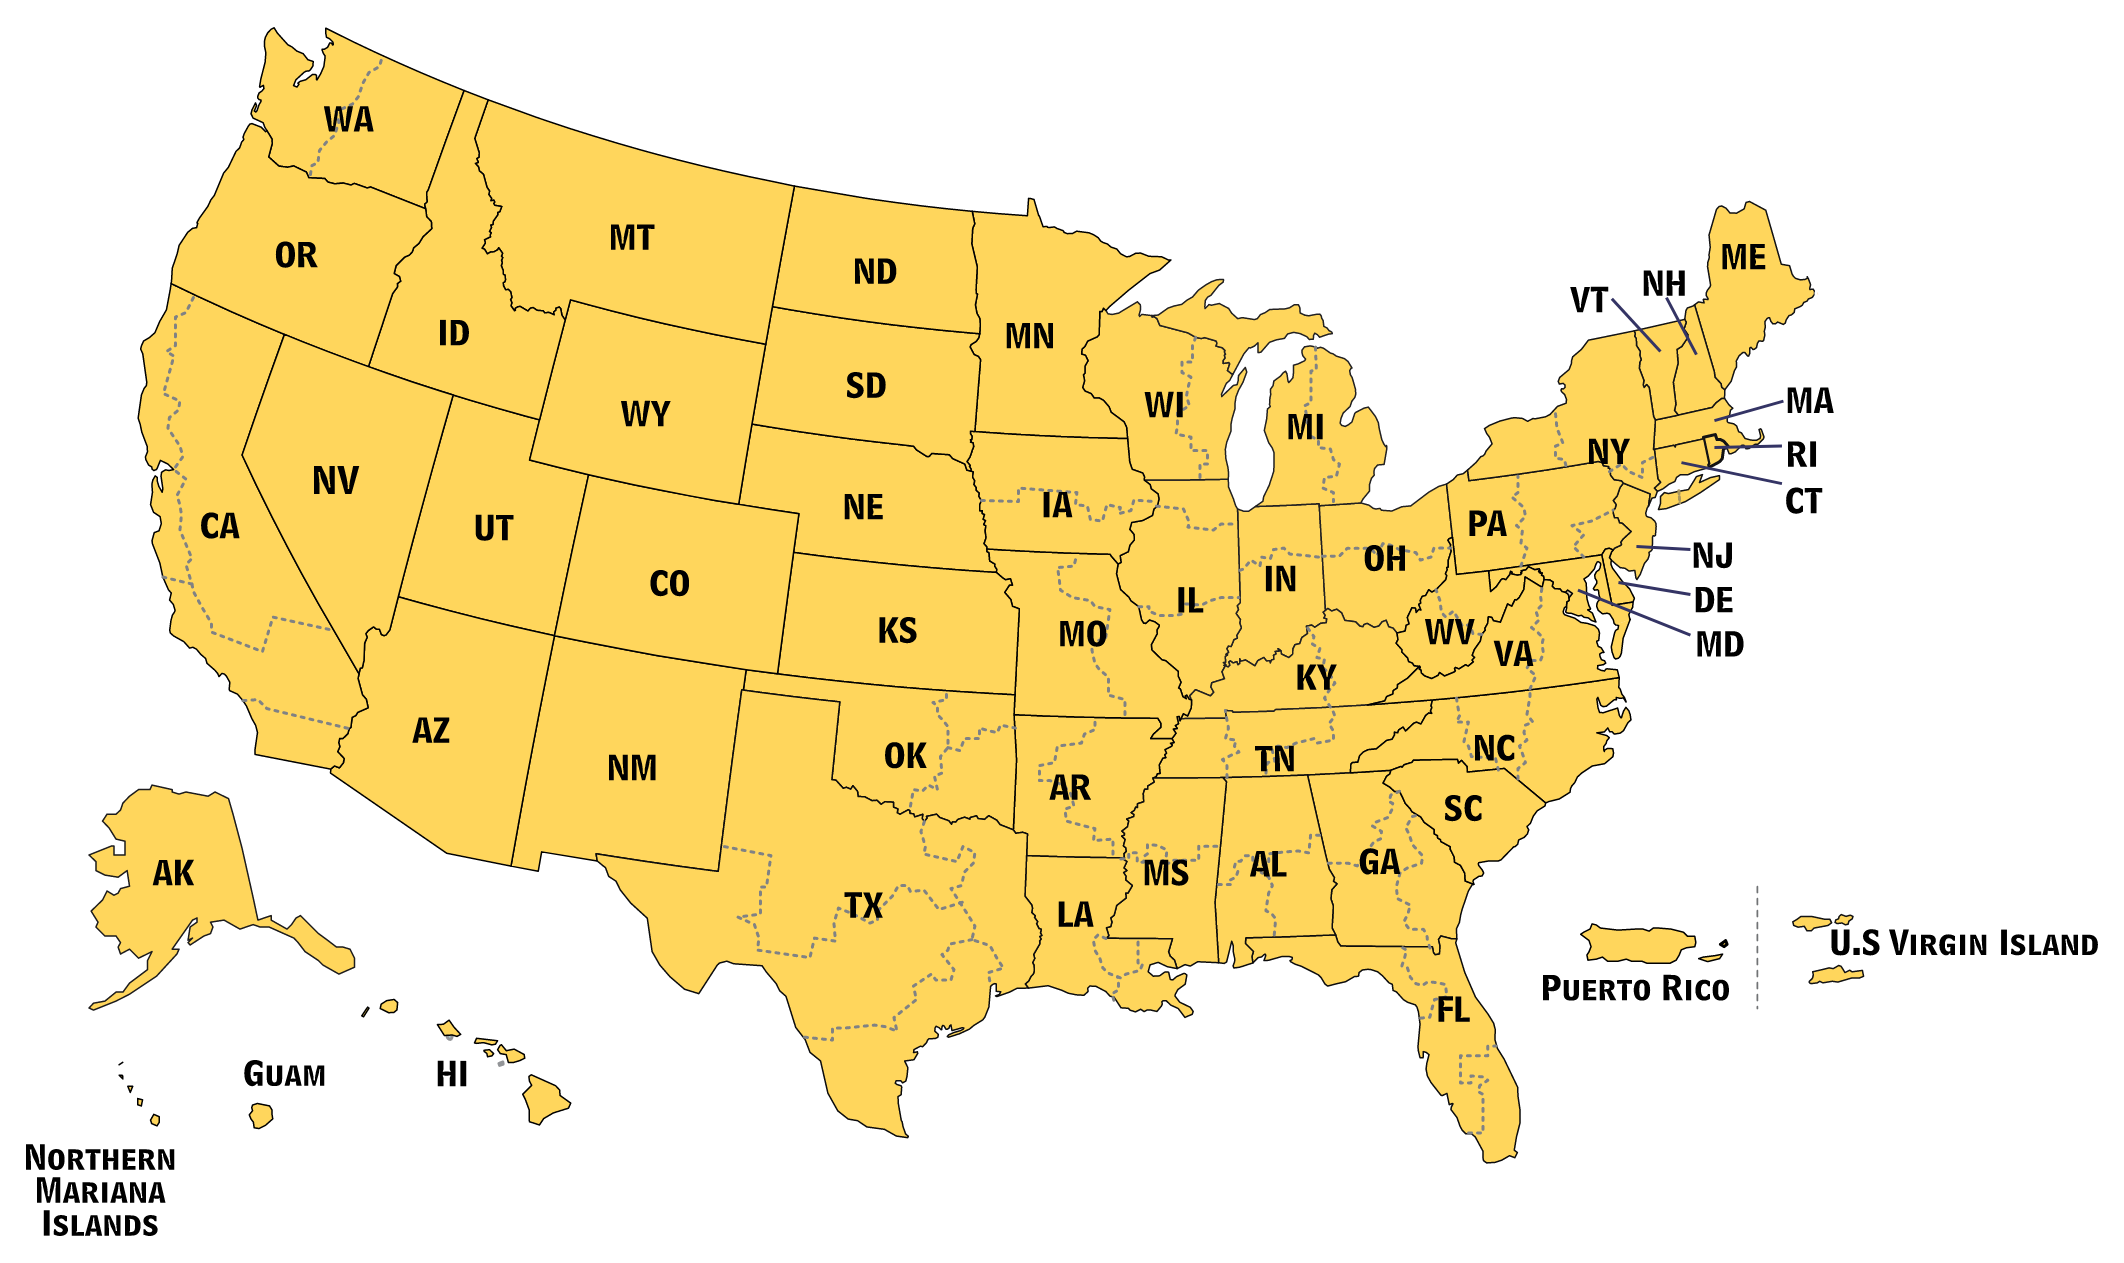 WA
OR
MT
ND
ID
MN
ME
VT
NH
SD
WY
WI
MI
MA
NY
RI
NV
CA
UT
NE
IA
PA
CT
CO
IL
IN
OH
NJ
DE
MD
KS
MO
KY
WV
VA
AZ
NM
OK
AR
TN
NC
SC
MS
AL
GA
TX
LA
FL
AK
HI
GUAM
NORTHERN
MARIANA
ISLANDS
PUERTO RICO
U.S VIRGIN ISLAND